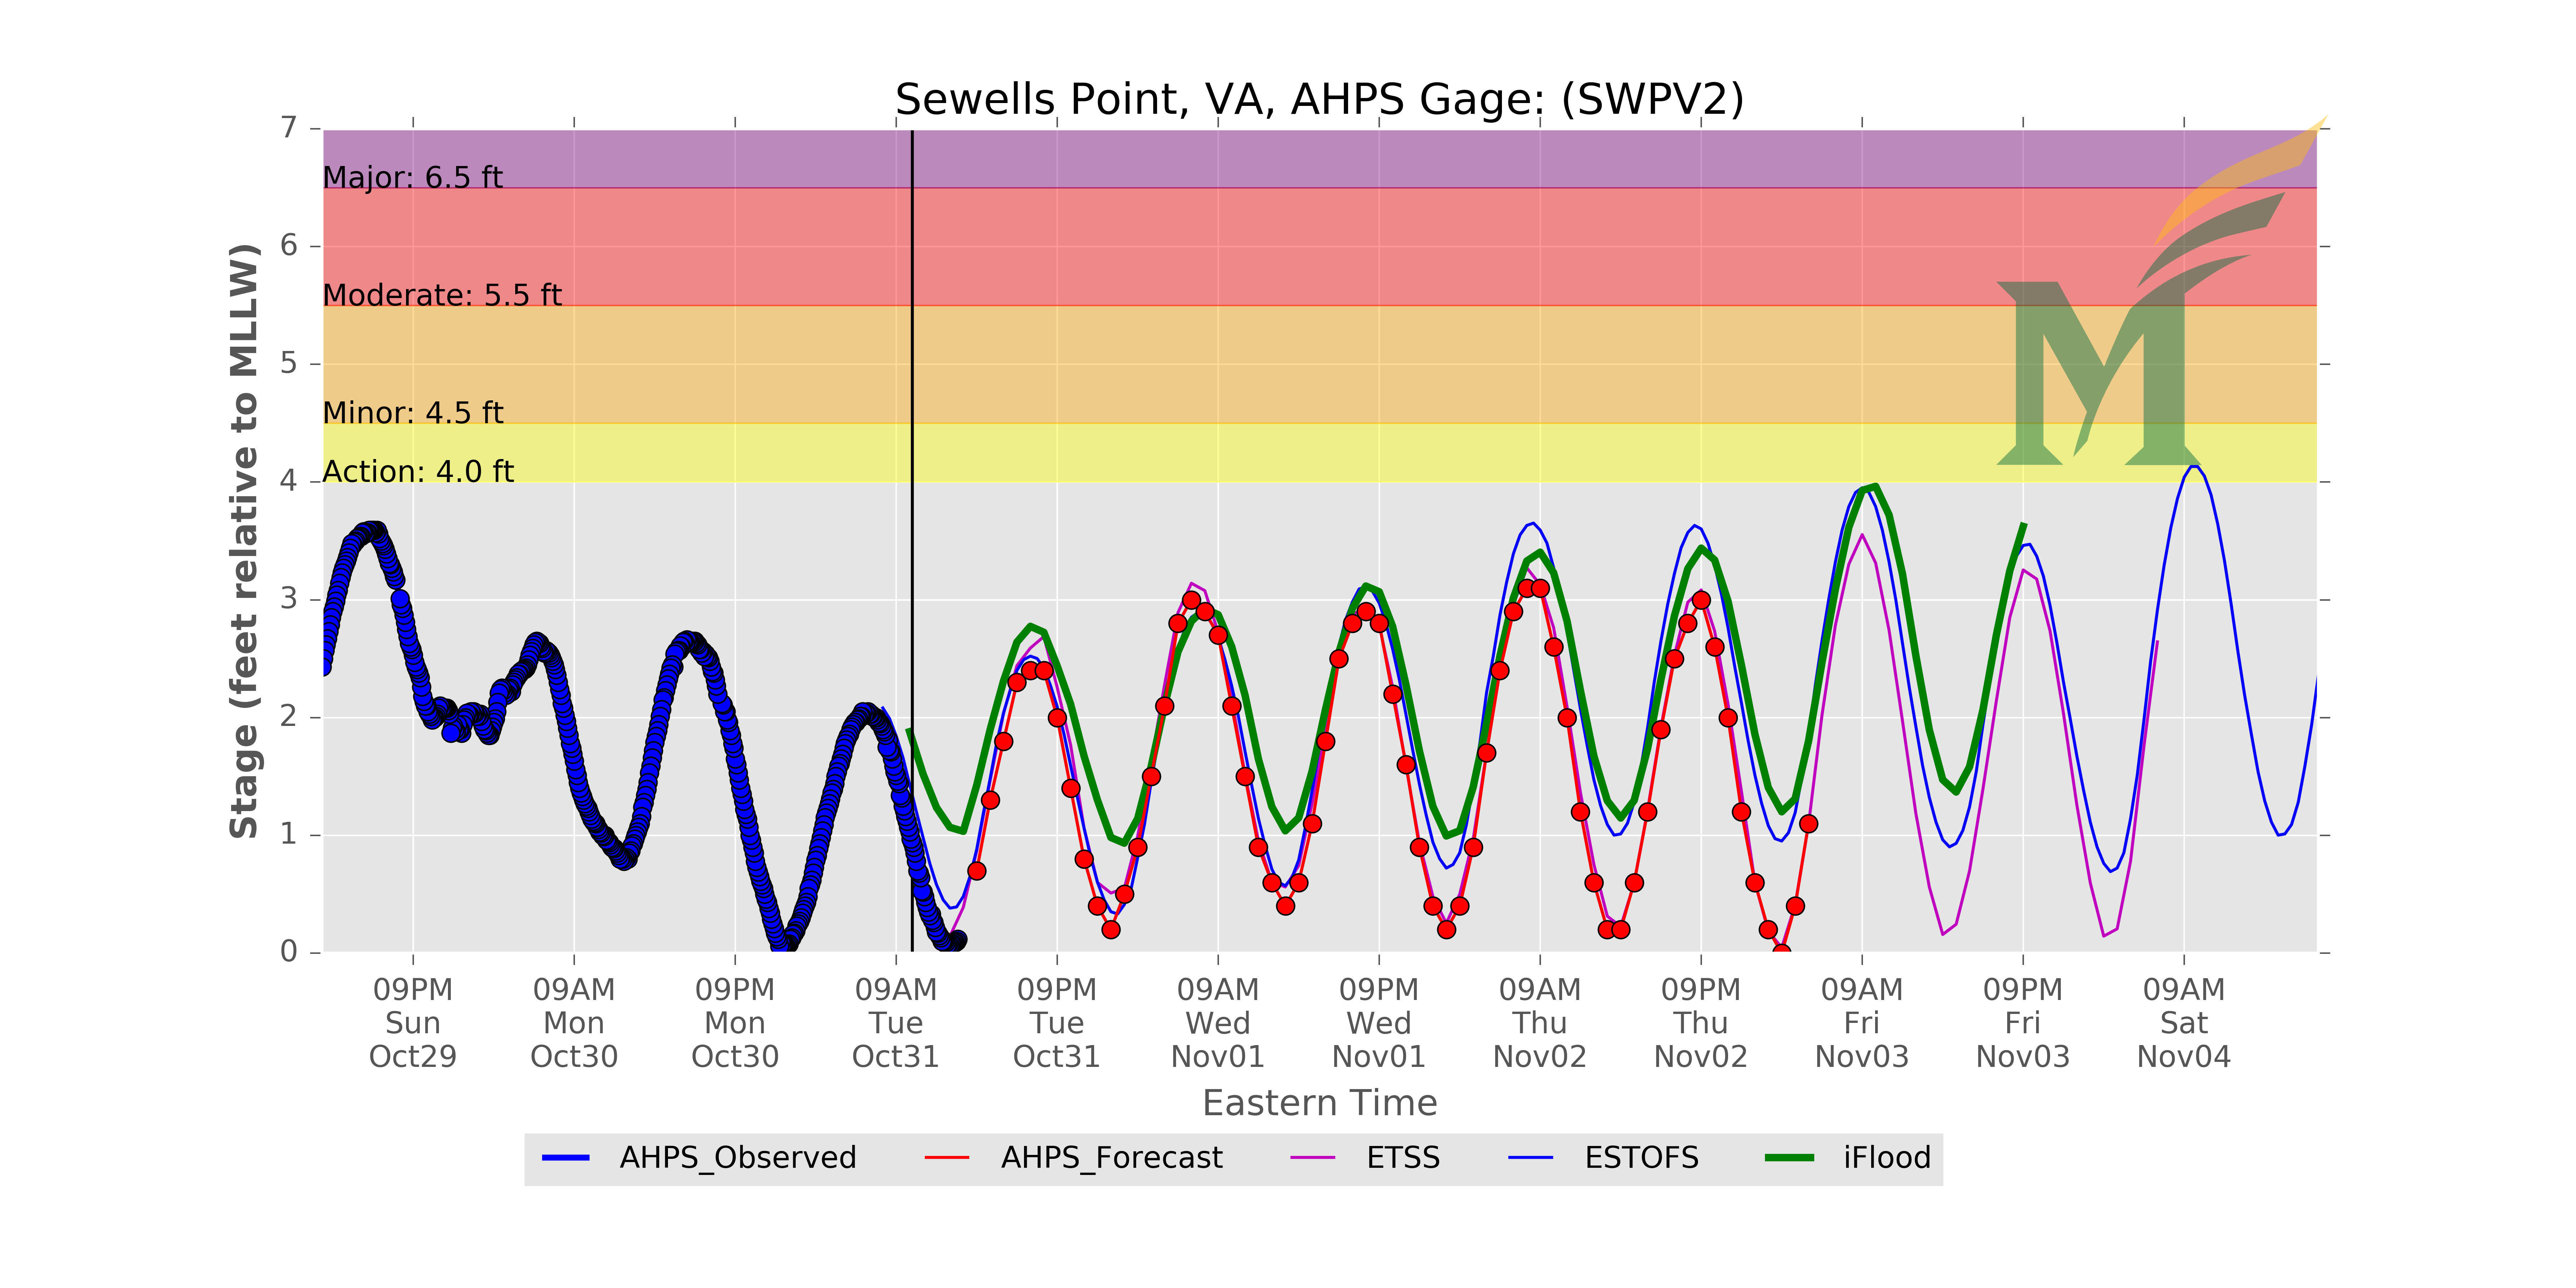 Sewells Point, VA, AHPS Gage: (SWPV2)
7
Major: 6.5 ft
6
Moderate: 5.5 ft
5
Minor: 4.5 ft
Action: 4.0 ft
4
3
2
1
0
Stage (feet relative to MLLW)
M
09PM 09AM 09PM 09AM 09PM 09AM 09PM 09AM 09PM 09AM 09PM 09AM
Sun Mon Mon Tue Tue Wed Wed Thu Thu Fri Fri Sat
Oct29 Oct30 Oct30 Oct31 Oct31 Nov01 Nov01 Nov02 Nov02 Nov03 Nov03 Nov04
Eastern Time
AHPS_Observed AHPS_Forecast ETSS ESTOFS iFlood